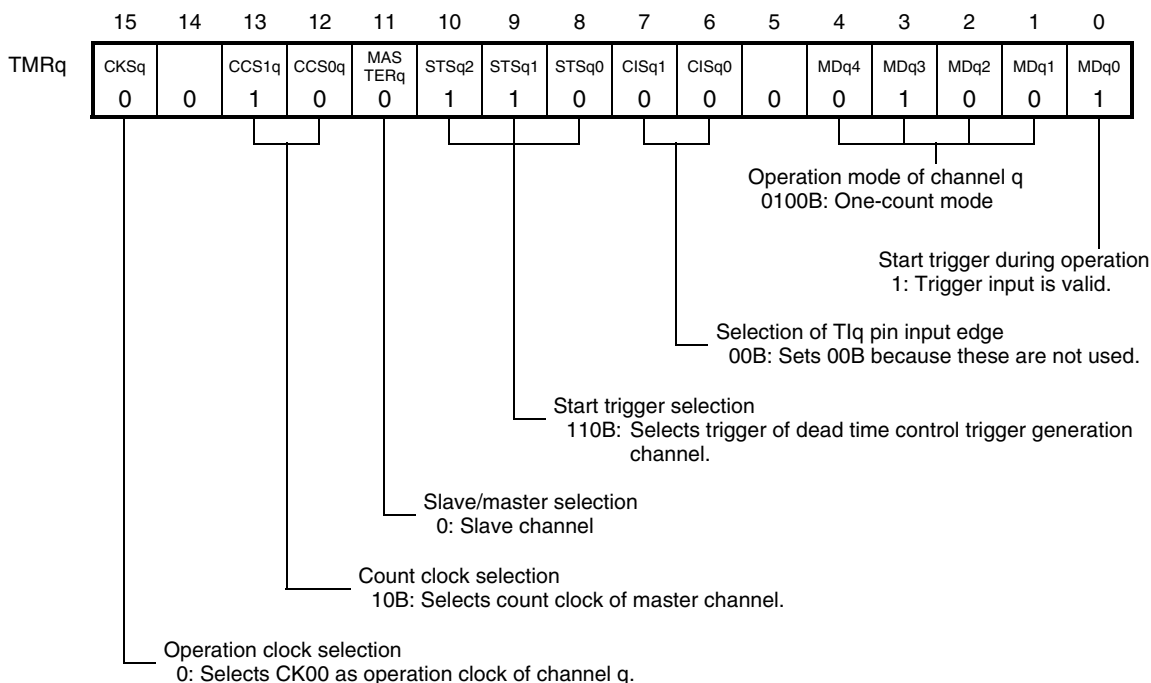 15 14 13 12 11 10 9 8 7 6 5 4 3 2 1 0
TMRq
CKSq CCS1q CCS0q MAS TERq STSq2 STSq1 STSq0 CISq1 CISq0 MDq4 MDq3 MDq2 MDq1 MDq0
0 0 1 0 0 1 1 0 0 0 0 0 1 0 0 1
Operation mode of channel q
0100B: One-count mode
Start trigger during operation
1: Trigger input is valid.
Selection of TIq pin input edge
00B: Sets 00B because these are not used.
Start trigger selection
110B: Selects trigger of dead time control trigger generation
channel.
Slave/master selection
0: Slave channel
Count clock selection
10B: Selects count clock of master channel.
Operation clock selection
0: Selects CK00 as operation clock of channel q.